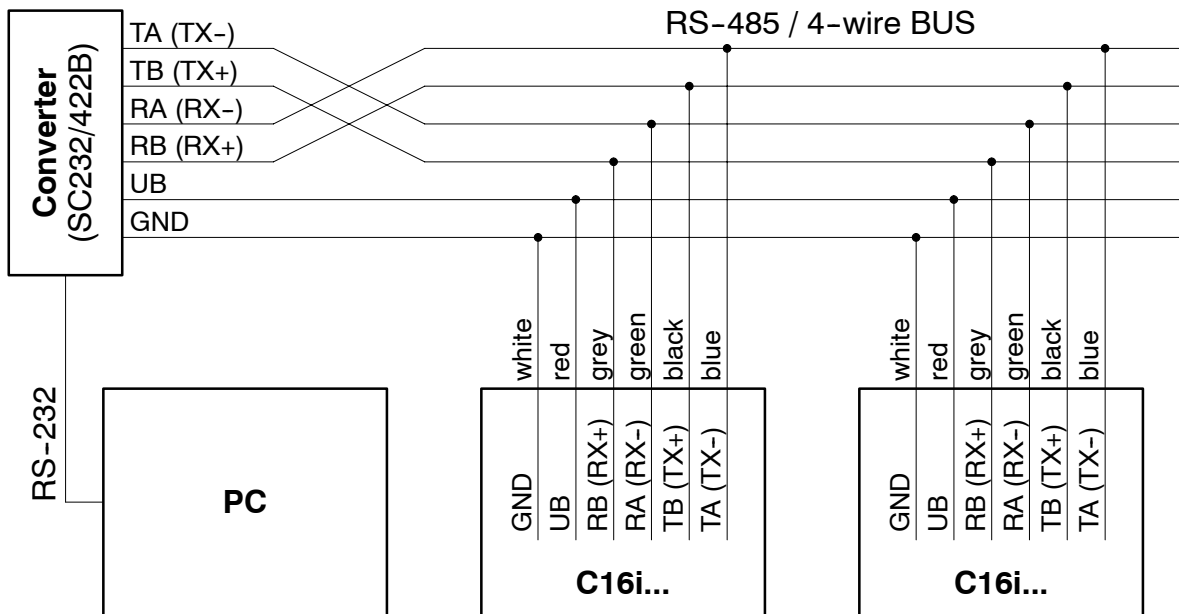 RS-485 / 4-wire BUS
Converter
(SC232/422B)
TA (TX-)
TB (TX+)
RA (RX-)
RB (RX+)
UB
GND
RS-232
PC
white
red
grey
green
black
blue
GND
UB
RB (RX+)
RA (RX-)
TB (TX+)
TA (TX-)
C16i...
white
red
grey
green
black
blue
GND
UB
RB (RX+)
RA (RX-)
TB (TX+)
TA (TX-)
C16i...